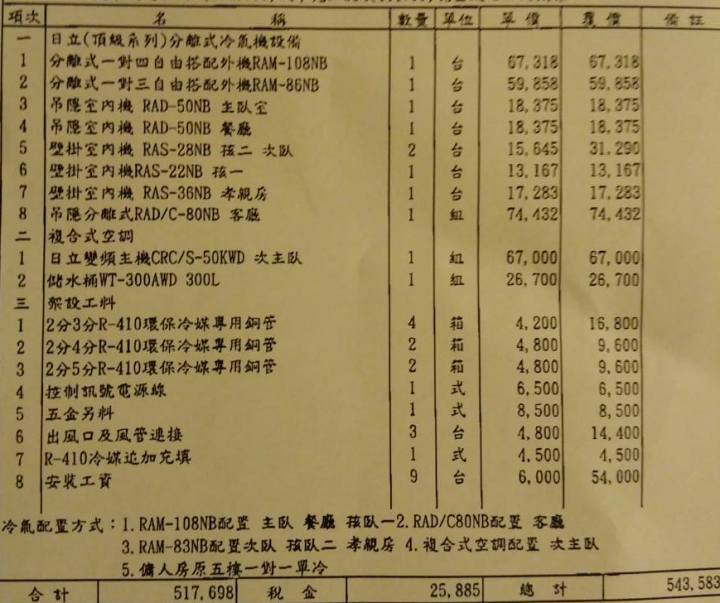 項次 名 稱 數量 單位 單價 複價 備註
一 日立(頂級系列)分離式冷氣機設備
1 分離式一對四自由搭配外機RAM-108NB 1 台 67,318 67,318
2 分離式一對三自由搭配外機RAM-86NB 1 台 59,858 59,858
3 吊隱室內機 RAD-50NB 主臥室 1 台 18,375 18,375
4 吊隱室內機 RAD-50NB 餐廳 1 台 18,375 18,375
5 壁掛室內機 RAS-28NB 孩二 次臥 2 台 15,645 31,290
6 壁掛室內機RAS-22NB 孩一 1 台 13,167 13,167
7 壁掛室內機 RAS-36NB 孝親房 1 台 17,283 17,283
8 吊隱分離式RAD/C-80NB 客廳 1 組 74,432 74,432
二 複合式空調
1 日立變頻主機CRC/S-50KWD 次主臥 1 組 67,000 67,000
2 儲水桶WT-300AWD 300L 1 組 26,700 26,700
三 架設工料
1 2分3分R-410環保冷媒專用銅管 4 箱 4,200 16,800
2 2分4分R-410環保冷媒專用銅管 2 箱 4,800 9,600
3 2分5分R-410環保冷媒專用銅管 2 箱 4,800 9,600
4 控制訊號電源線 1 式 6,500 6,500
5 五金另料 1 式 8,500 8,500
6 出風口及風管連接 3 台 4,800 14,400
7 R-410冷媒追加充填 1 式 4,500 4,500
8 安裝工資 9 台 6,000 54,000
冷氣配置方式：1.RAM-108NB配置 主臥 餐廳 孩臥一2.RAD/C80NB配置 客廳
3.RAM-83NB配置次臥 孩臥二 孝親房 4.複合式空調配置 次主臥
5.傭人房原五樓一對一單冷
合計 517,698 稅金 25,885 總計 543,583